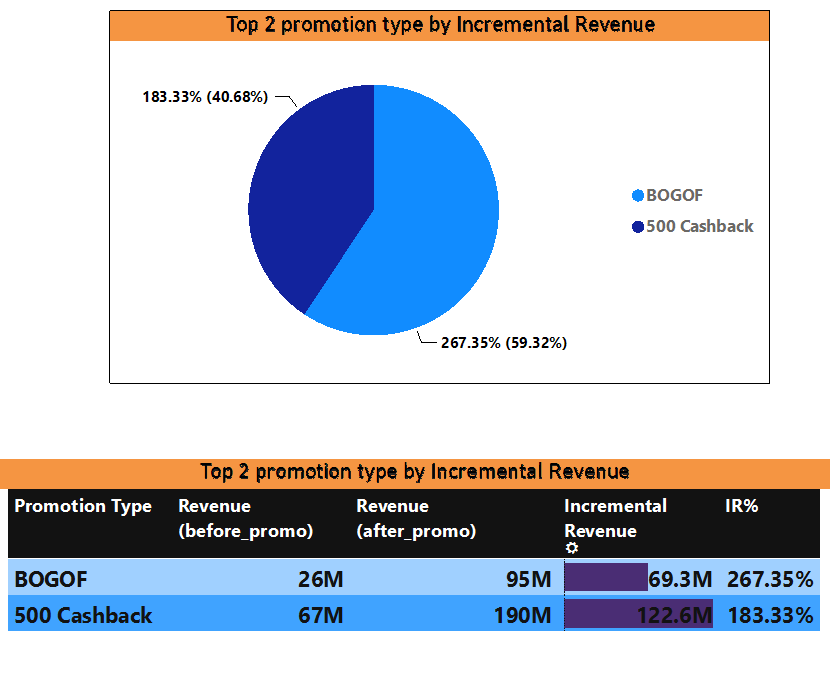 Top 2 promotion type by Incremental Revenue
183.33% (40.68%)
BOGOF
500 Cashback
267.35% (59.32%)
Top 2 promotion type by Incremental Revenue
Promotion Type Revenue (before_promo) Revenue (after_promo) Incremental Revenue IR%
BOGOF 26M 95M 69.3M 267.35%
500 Cashback 67M 190M 122.6M 183.33%